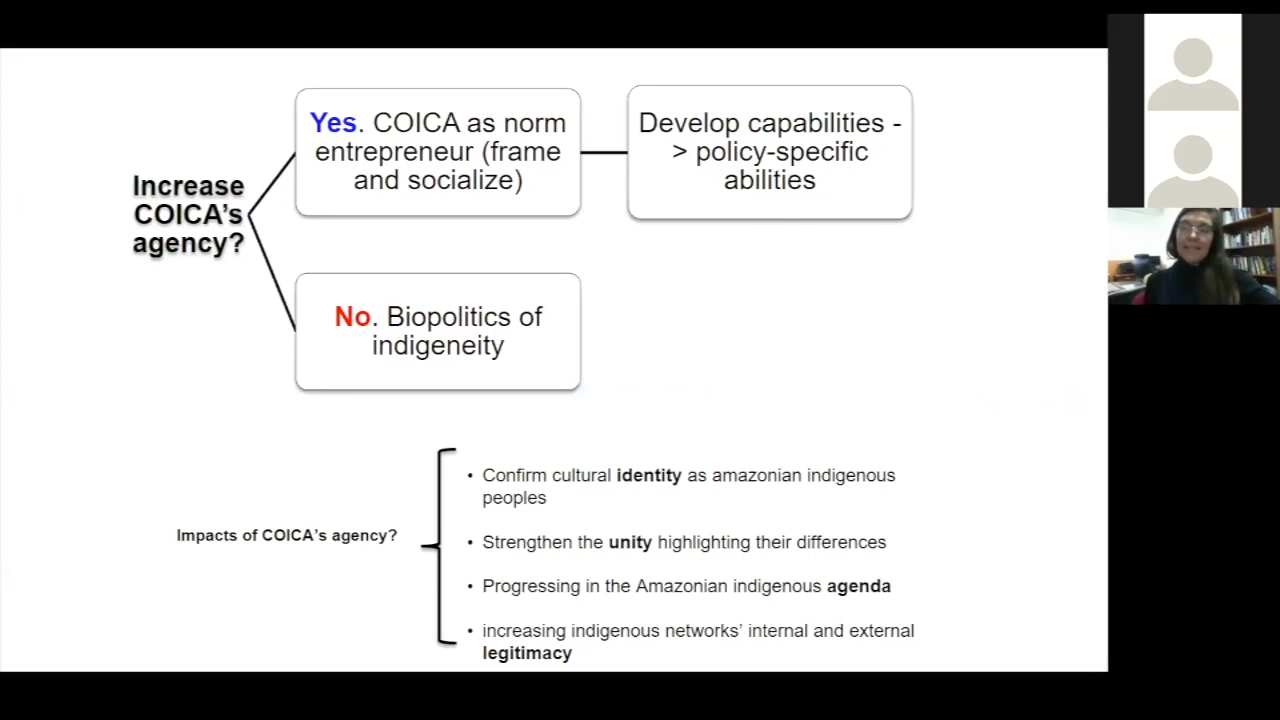 Increase
COICA's
agency?
Yes. COICA as norm
entrepreneur (frame
and socialize)
Develop capabilities -
> policy-specific
abilities
No. Biopolitics of
indigeneity
Impacts of COICA's agency?
• Confirm cultural identity as amazonian indigenous
peoples
• Strengthen the unity highlighting their differences
• Progressing in the Amazonian indigenous agenda
• increasing indigenous networks' internal and external
legitimacy